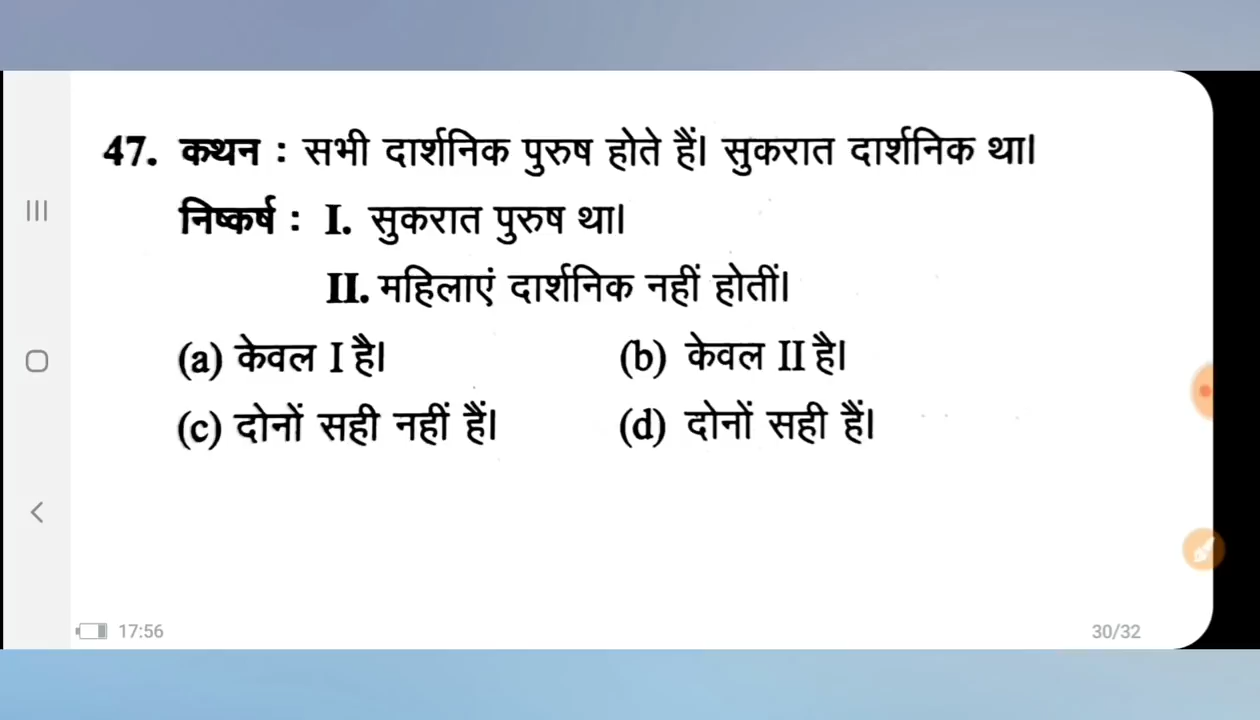 47. कथन : सभी दार्शनिक पुरुष होते हैं। सुकरात दार्शनिक था।
निष्कर्ष : I. सुकरात पुरुष था।
II. महिलाएं दार्शनिक नहीं होतीं।
(a) केवल I है। (b) केवल II है।
(c) दोनों सही नहीं हैं। (d) दोनों सही हैं।
17:56 30/32